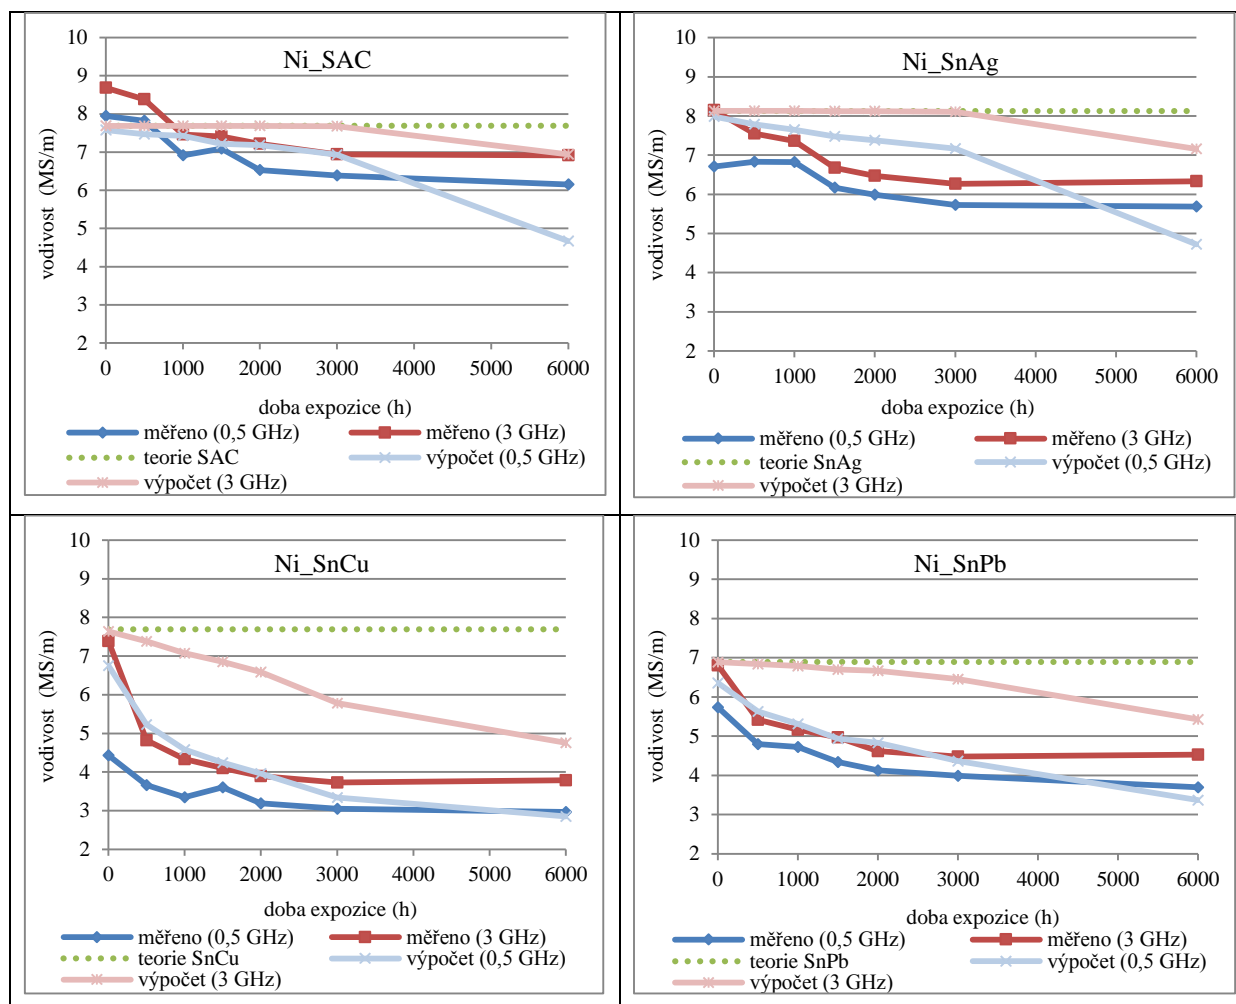 Ni_SAC
10
9
8
7
6
5
4
3
2
vodivost (MS/m)
0 1000 2000 3000 4000 5000 6000
doba expozice (h)
měřeno (0,5 GHz) měřeno (3 GHz)
teorie SAC výpočet (0,5 GHz)
výpočet (3 GHz)
Ni_SnAg
10
9
8
7
6
5
4
3
2
vodivost (MS/m)
0 1000 2000 3000 4000 5000 6000
doba expozice (h)
měřeno (0,5 GHz) měřeno (3 GHz)
teorie SnAg výpočet (0,5 GHz)
výpočet (3 GHz)
Ni_SnCu
10
9
8
7
6
5
4
3
2
vodivost (MS/m)
0 1000 2000 3000 4000 5000 6000
doba expozice (h)
měřeno (0,5 GHz) měřeno (3 GHz)
teorie SnCu výpočet (0,5 GHz)
výpočet (3 GHz)
Ni_SnPb
10
9
8
7
6
5
4
3
2
vodivost (MS/m)
0 1000 2000 3000 4000 5000 6000
doba expozice (h)
měřeno (0,5 GHz) měřeno (3 GHz)
teorie SnPb výpočet (0,5 GHz)
výpočet (3 GHz)